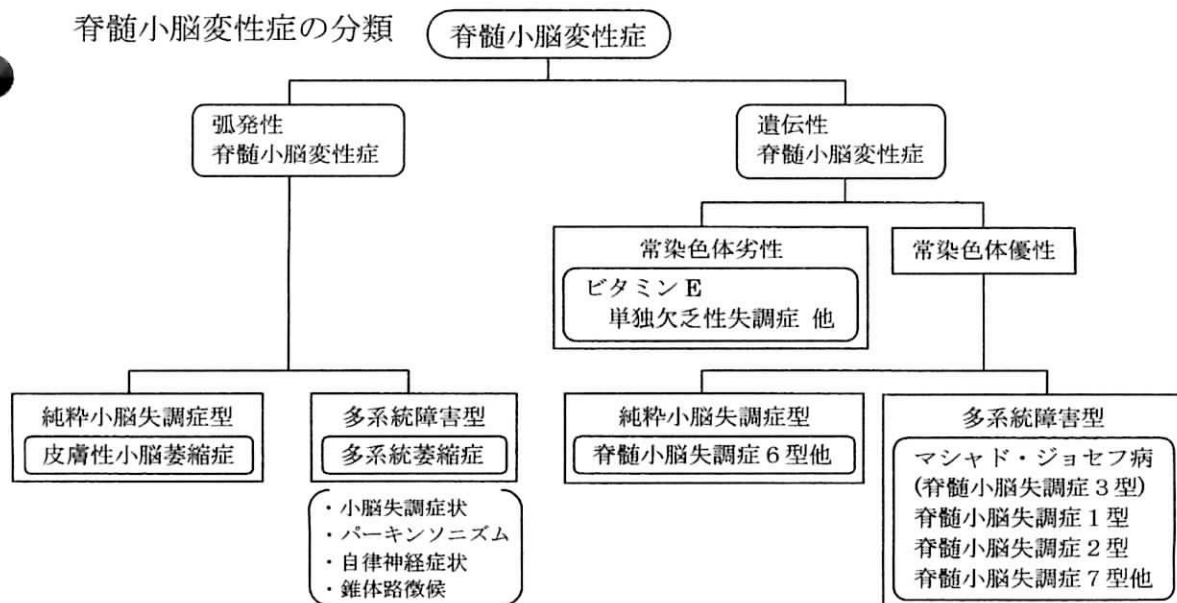 脊髄小脳変性症の分類
脊髄小脳変性症
弧発性
脊髄小脳変性症
遺伝性
脊髄小脳変性症
常染色体劣性
ビタミン E
単独欠乏性失調症 他
常染色体優性
純粋小脳失調症型
皮膚性小脳萎縮症
多系統障害型
多系統萎縮症
・小脳失調症状
・パーキンソニズム
・自律神経症状
・錐体路徴候
純粋小脳失調症型
脊髄小脳失調症 6 型他
多系統障害型
マシャド・ジョセフ病
(脊髄小脳失調症 3 型)
脊髄小脳失調症 1 型
脊髄小脳失調症 2 型
脊髄小脳失調症 7 型他